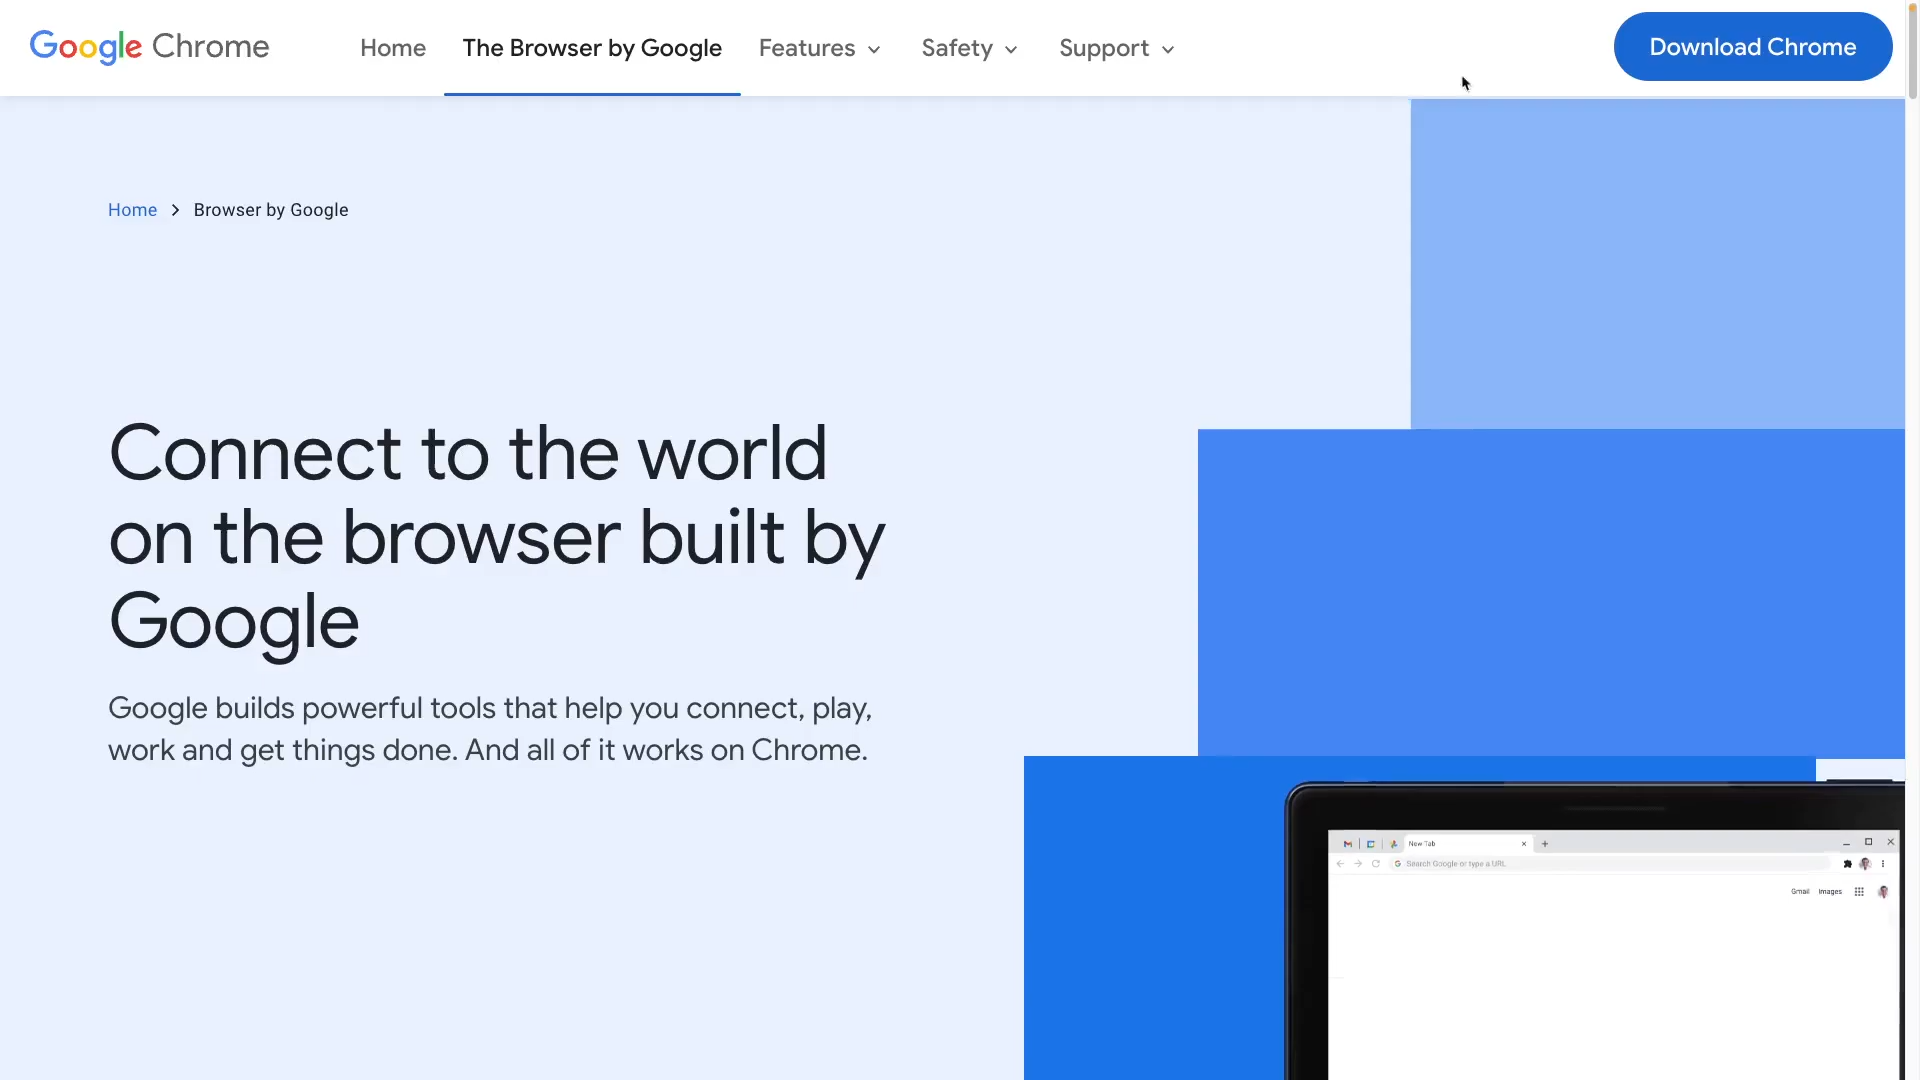 Google Chrome
Home
The Browser by Google
Features
Safety
Support
Download Chrome
Home > Browser by Google
Connect to the world
on the browser built by
Google
Google builds powerful tools that help you connect, play,
work and get things done. And all of it works on Chrome.
New Tab
Search Google or type a URL
Gmail Images